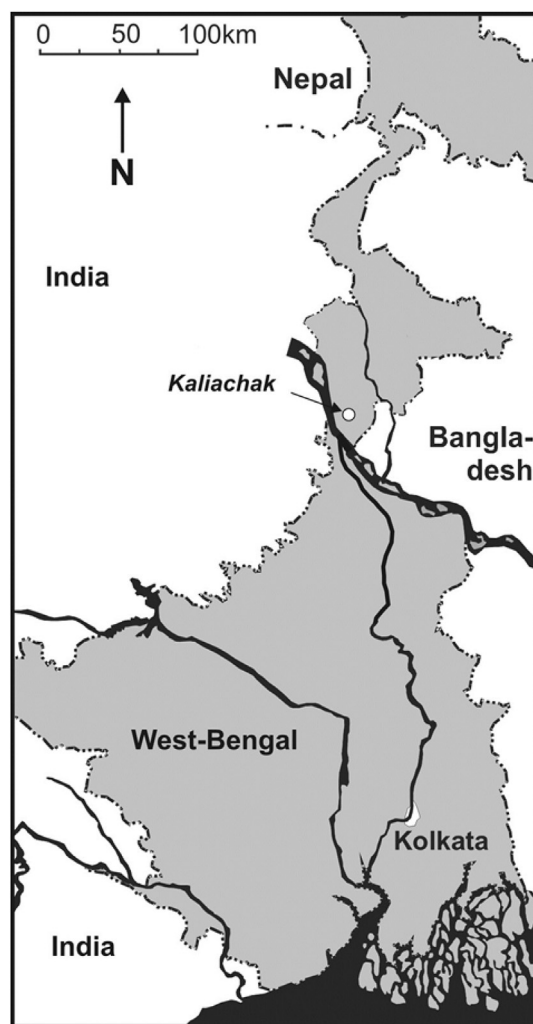 0 50 100km
Nepal
N
India
Kaliachak
Bangla-
desh
West-Bengal
Kolkata
India